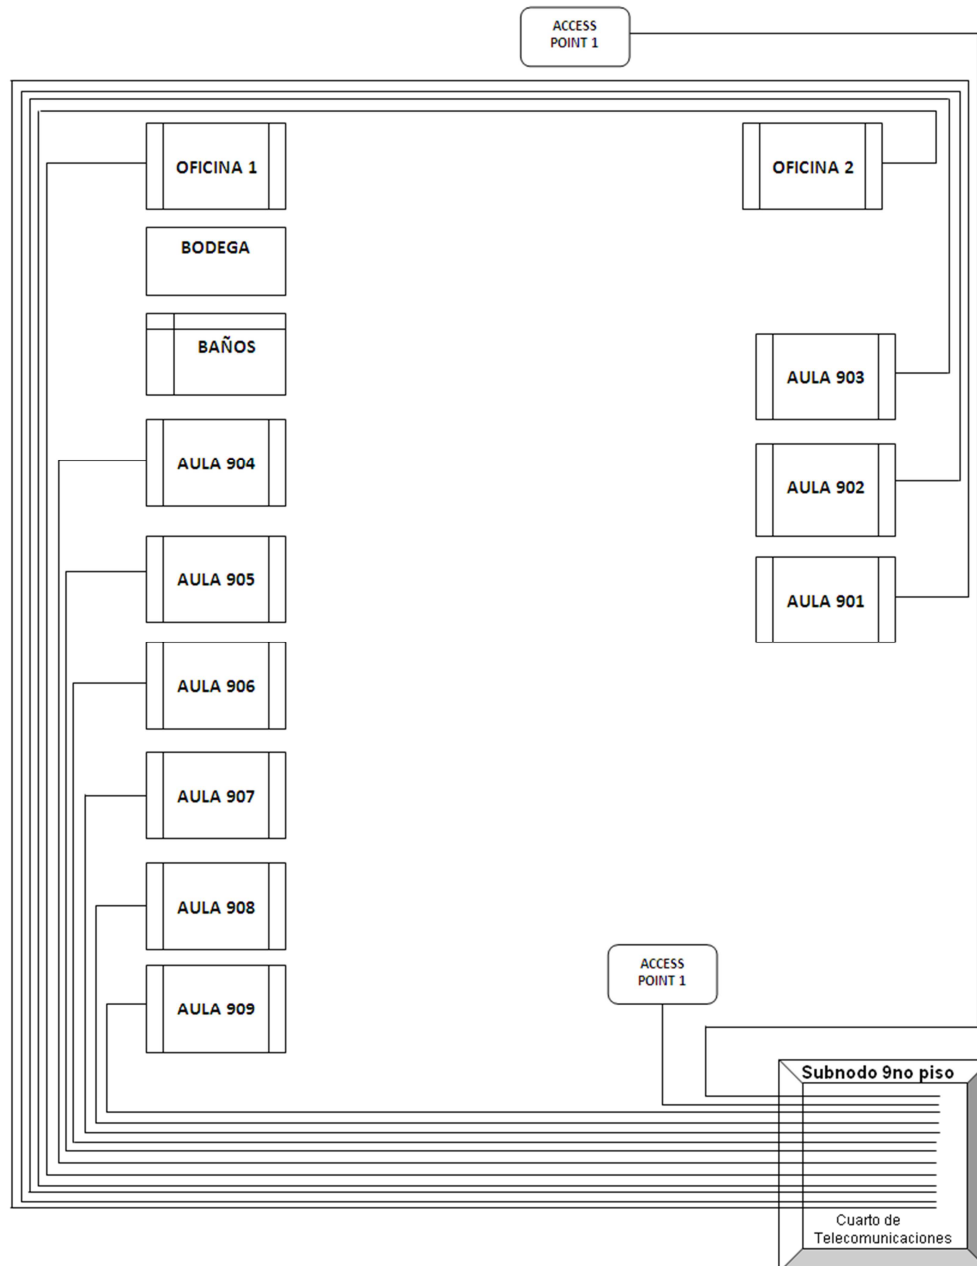 ACCESS
POINT 1
OFICINA 1
OFICINA 2
BODEGA
BAÑOS
AULA 903
AULA 904
AULA 902
AULA 905
AULA 901
AULA 906
AULA 907
AULA 908
ACCESS
POINT 1
AULA 909
Subnodo 9no piso
Cuarto de
Telecomunicaciones